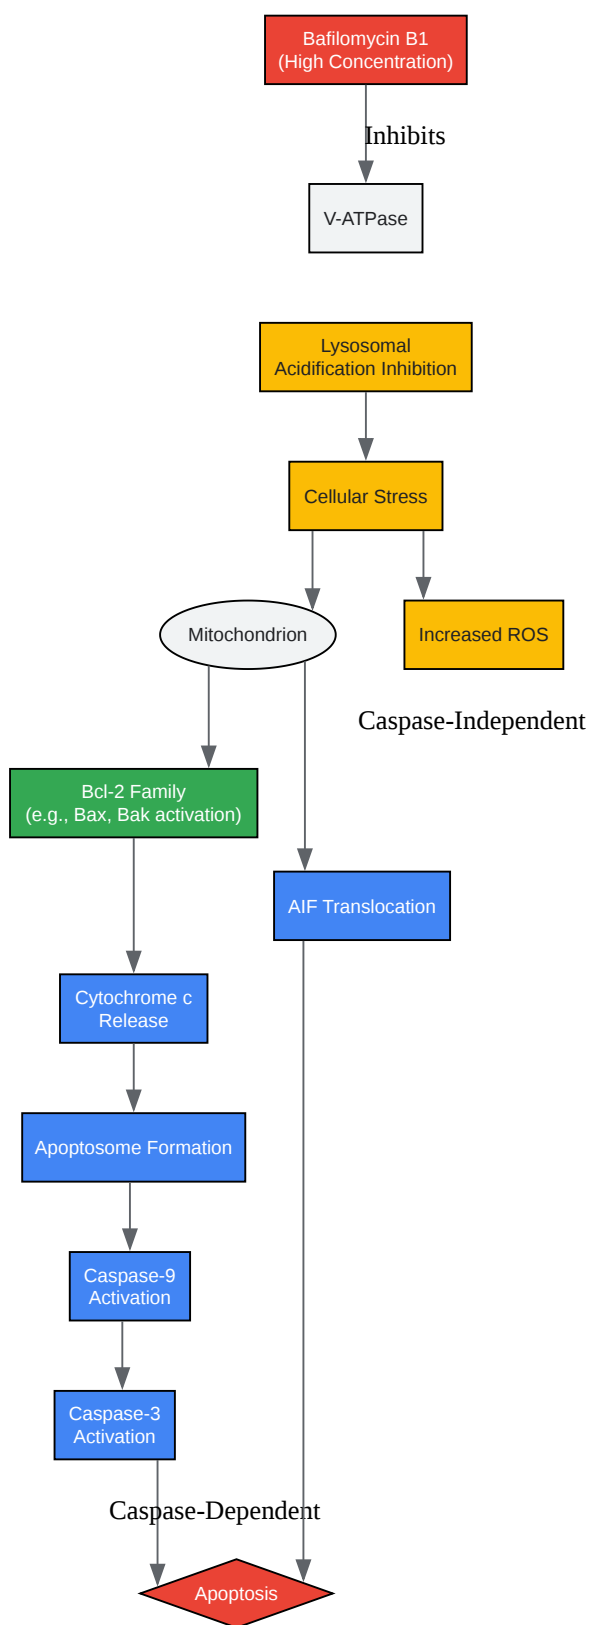 Bafilomycin B1
(High Concentration)
Inhibits
V-ATPase
Lysosomal
Acidification Inhibition
Cellular Stress
Mitochondrion
Increased ROS
Caspase-Independent
Bcl-2 Family
(e.g., Bax, Bak activation)
AIF Translocation
Cytochrome c
Release
Apoptosome Formation
Caspase-9
Activation
Caspase-3
Activation
Caspase-Dependent
Apoptosis